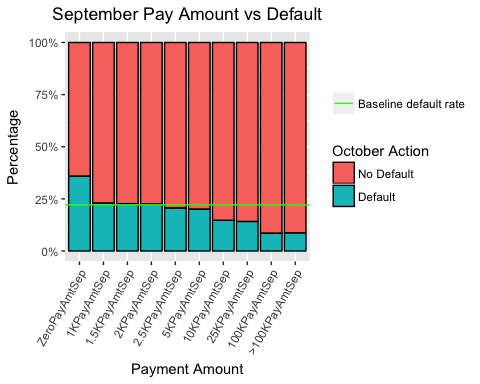 September Pay Amount vs Default
100%
75%
50%
25%
0%
Percentage
ZeroPayAmtSep
1KPayAmtSep
1.5KPayAmtSep
2KPayAmtSep
2.5KPayAmtSep
5KPayAmtSep
10KPayAmtSep
25KPayAmtSep
100KPayAmtSep
>100KPayAmtSep
Payment Amount
Baseline default rate
October Action
No Default
Default